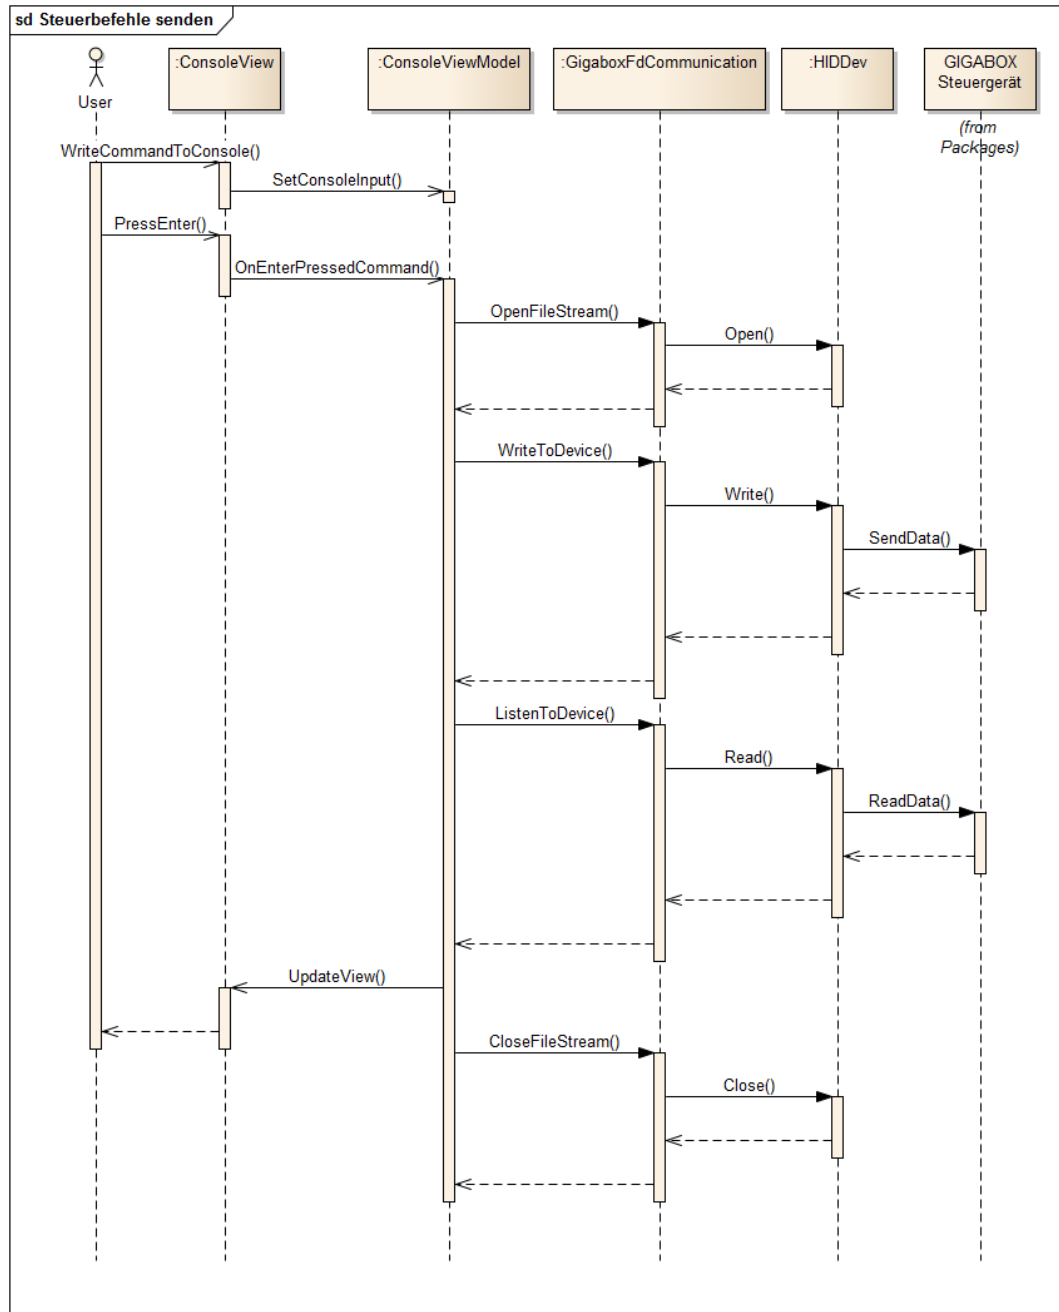 sd Steuerbefehle senden
User
:ConsoleView
:ConsoleViewModel
:GigaboxFdCommunication
:HIDDev
GIGABOX
Steuergerät
(from
Packages)
WriteCommandToConsole()
SetConsoleInput()
PressEnter()
OnEnterPressedCommand()
OpenFileStream()
Open()
WriteToDevice()
Write()
SendData()
ListenToDevice()
Read()
ReadData()
UpdateView()
CloseFileStream()
Close()